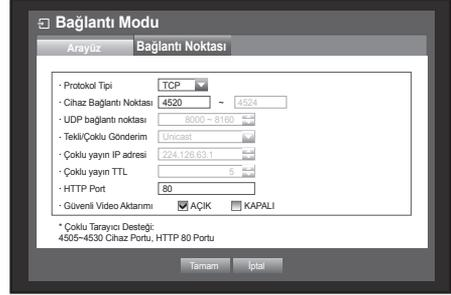 Bağlantı Modu
Arayüz Bağlantı Noktası
· Protokol Tipi TCP
· Cihaz Bağlantı Noktası 4520 ~ 4524
· UDP bağlantı noktası 8000 ~ 8160
· Tekli/Çoklu Gönderim Unicast
· Çoklu yayın IP adresi 224.126.63.1
· Çoklu yayın TTL 5
· HTTP Port 80
· Güvenli Video Aktarımı AÇIK KAPALI
* Çoklu Tarayıcı Desteği:
4505~4530 Cihaz Portu, HTTP 80 Portu
Tamam İptal